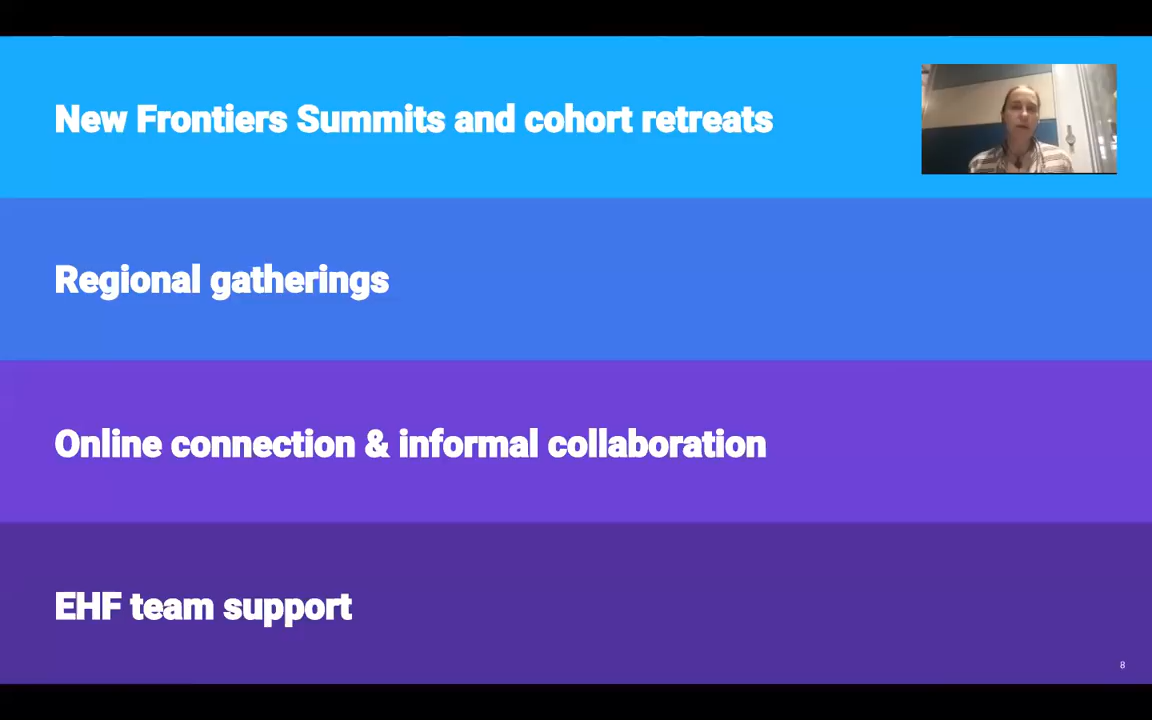 New Frontiers Summits and cohort retreats
Regional gatherings
Online connection & informal collaboration
EHF team support
8